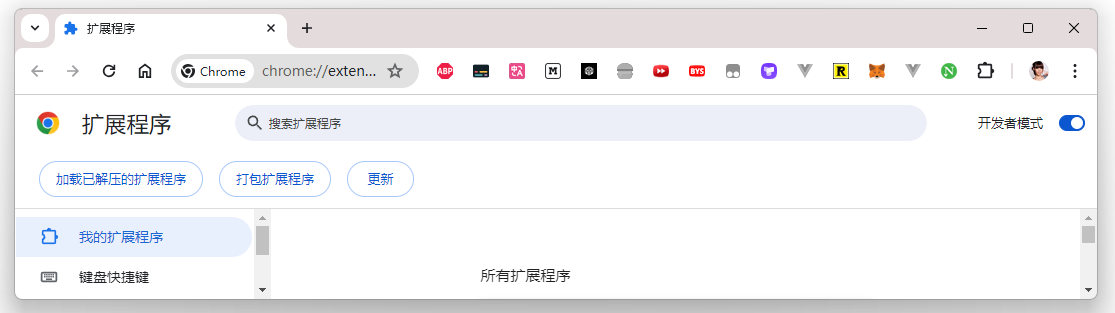 扩展程序
Chrome chrome://exten... ABP 中 CA M BYS R N
扩展程序 搜索扩展程序 开发者模式
加载已解压的扩展程序 打包扩展程序 更新
我的扩展程序
所有扩展程序
键盘快捷键